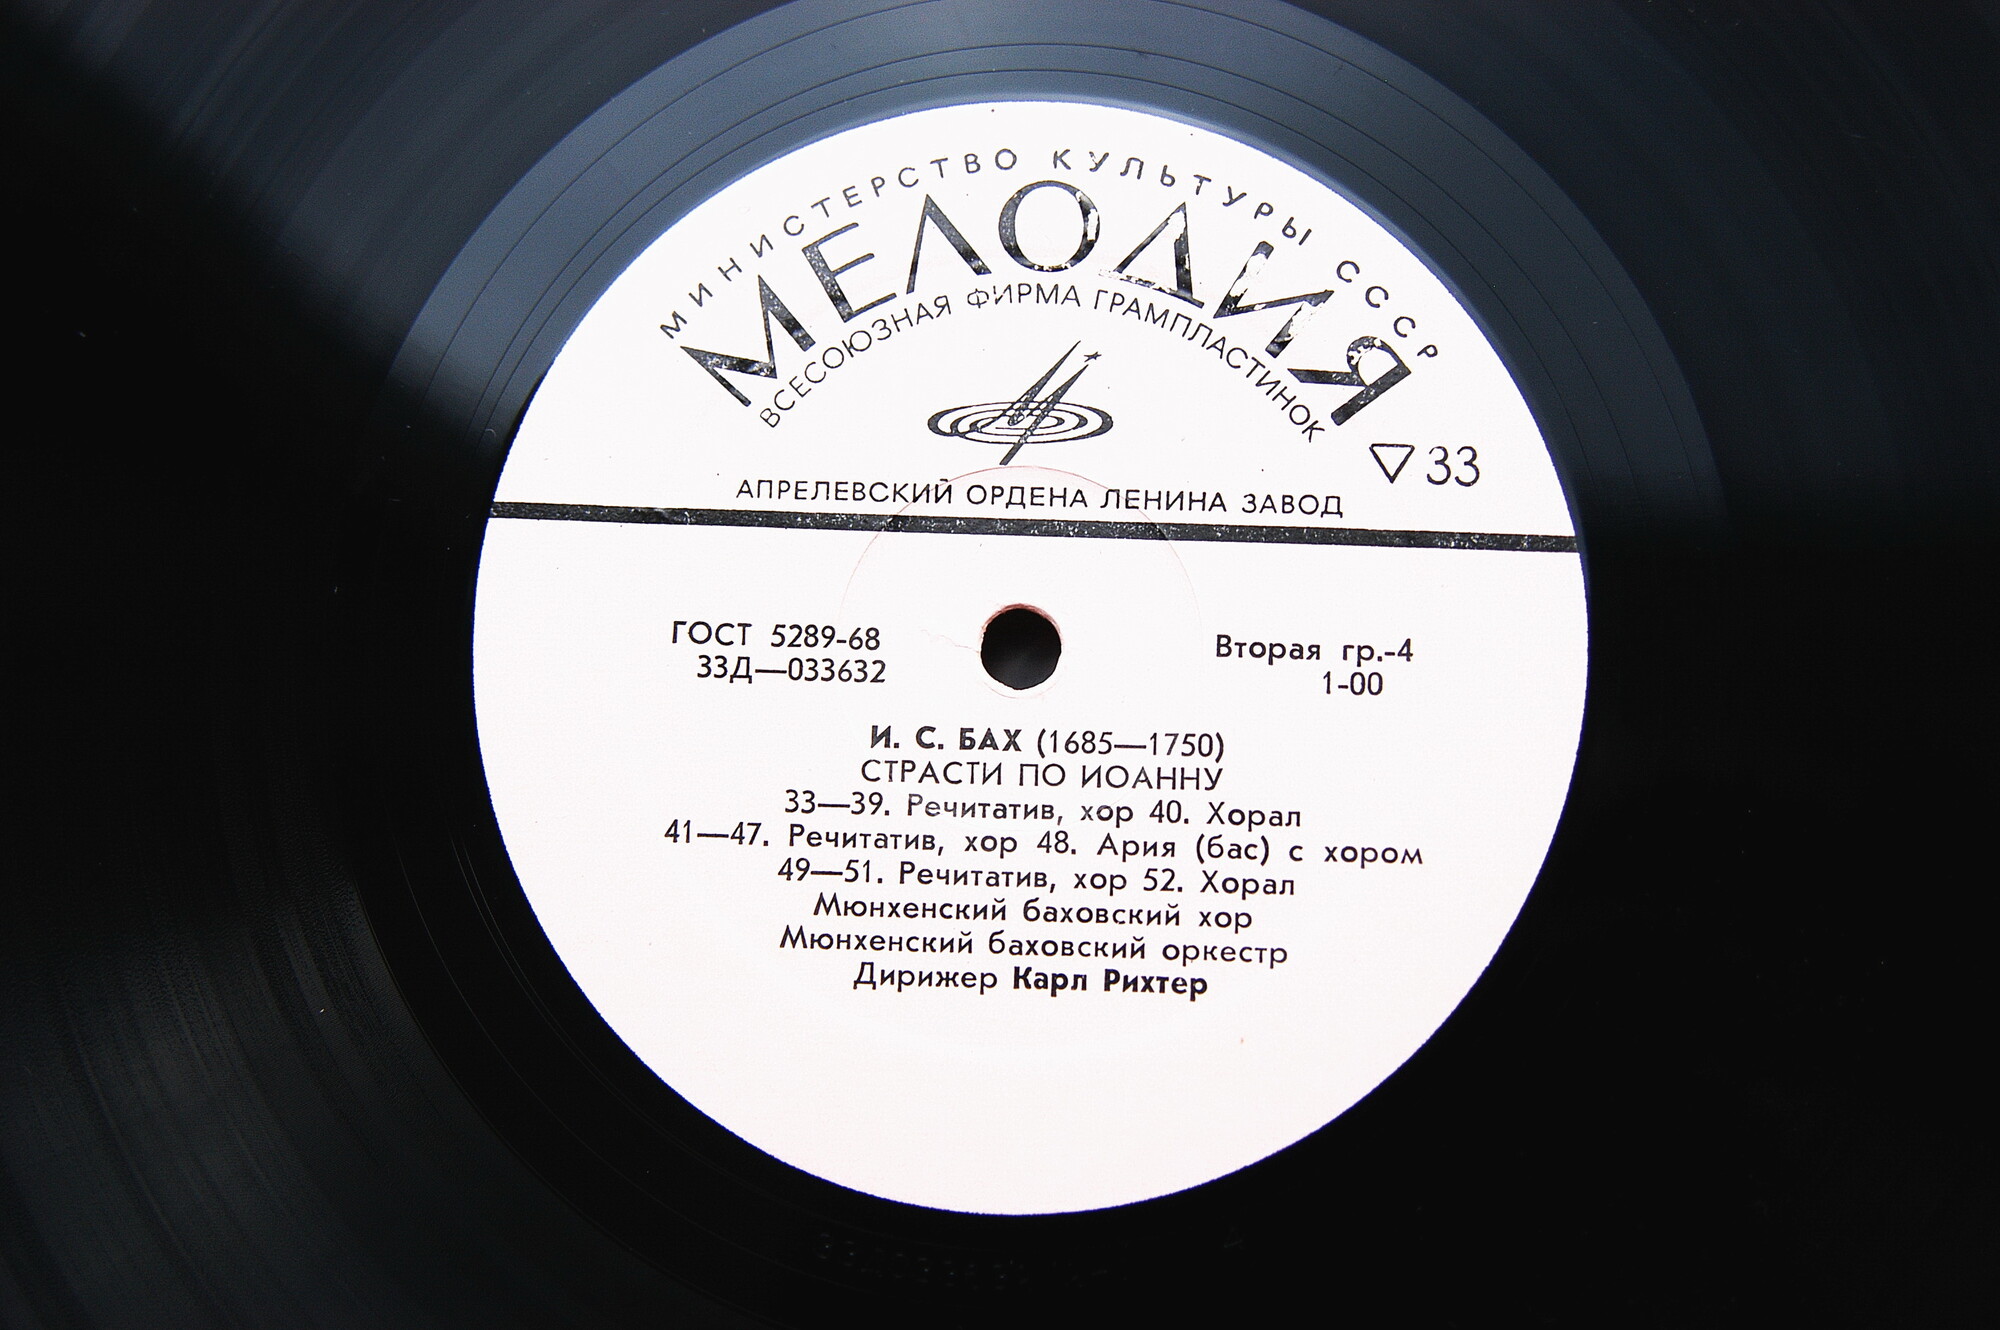 МИНИСТЕРСТВО КУЛЬТУРЫ СССР
МЕЛОДИЯ
ВСЕСОЮЗНАЯ ФИРМА ГРАМПЛАСТИНОК
33
АПРЕЛЕВСКИЙ ОРДЕНА ЛЕНИНА ЗАВОД
ГОСТ 5289-68
33Д—033632
Вторая гр.-4
1-00
И. С. БАХ (1685—1750)
СТРАСТИ ПО ИОАННУ
33—39. Речитатив, хор 40. Хорал
41—47. Речитатив, хор 48. Ария (бас) с хором
49—51. Речитатив, хор 52. Хорал
Мюнхенский баховский хор
Мюнхенский баховский оркестр
Дирижер Карл Рихтер